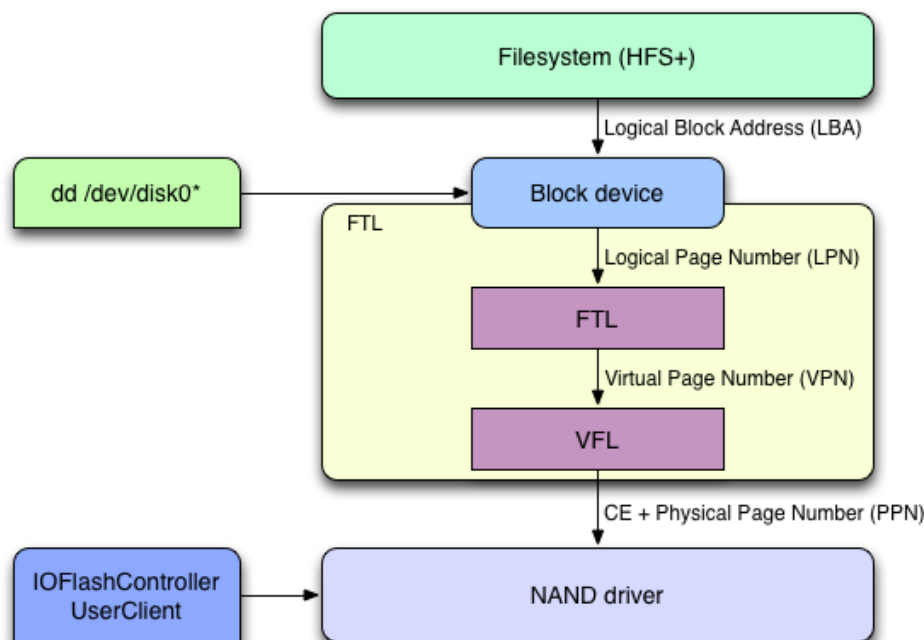 Filesystem (HFS+)
Logical Block Address (LBA)
dd /dev/disk0*
Block device
FTL
Logical Page Number (LPN)
FTL
Virtual Page Number (VPN)
VFL
CE + Physical Page Number (PPN)
IOFlashController
UserClient
NAND driver